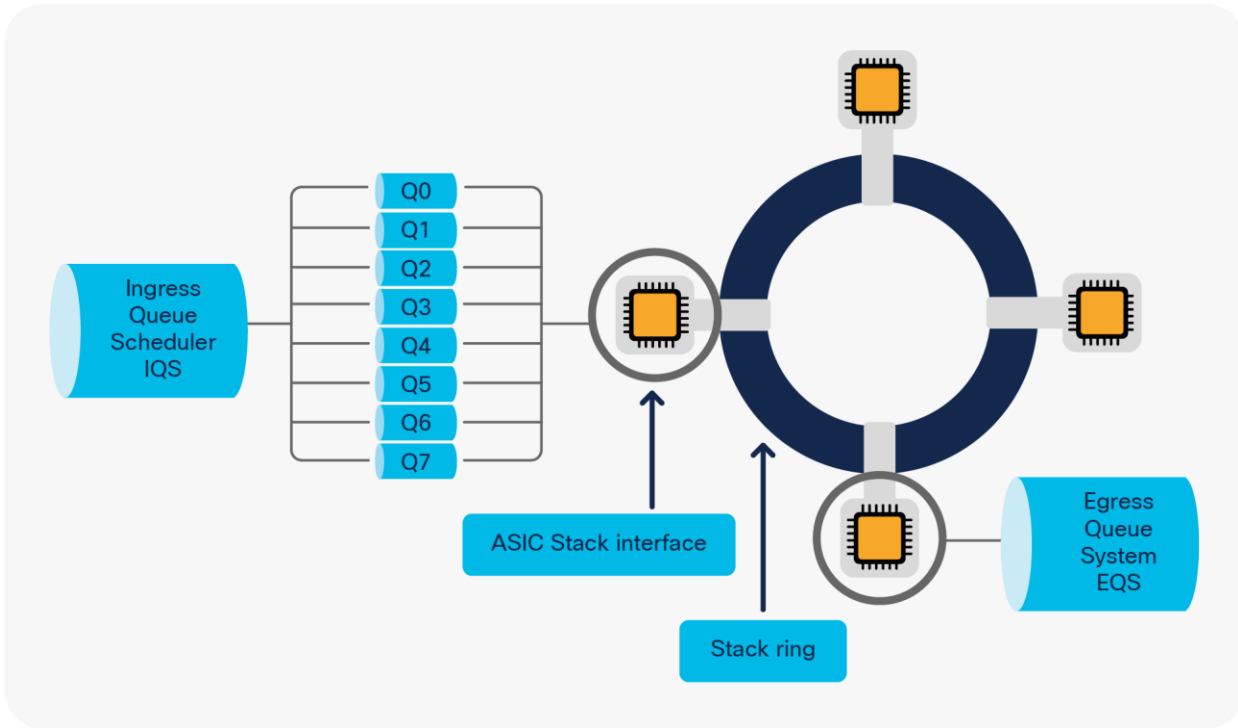 Ingress
Queue
Scheduler
IQS
Q0
Q1
Q2
Q3
Q4
Q5
Q6
Q7
ASIC Stack interface
Stack ring
Egress
Queue
System
EQS